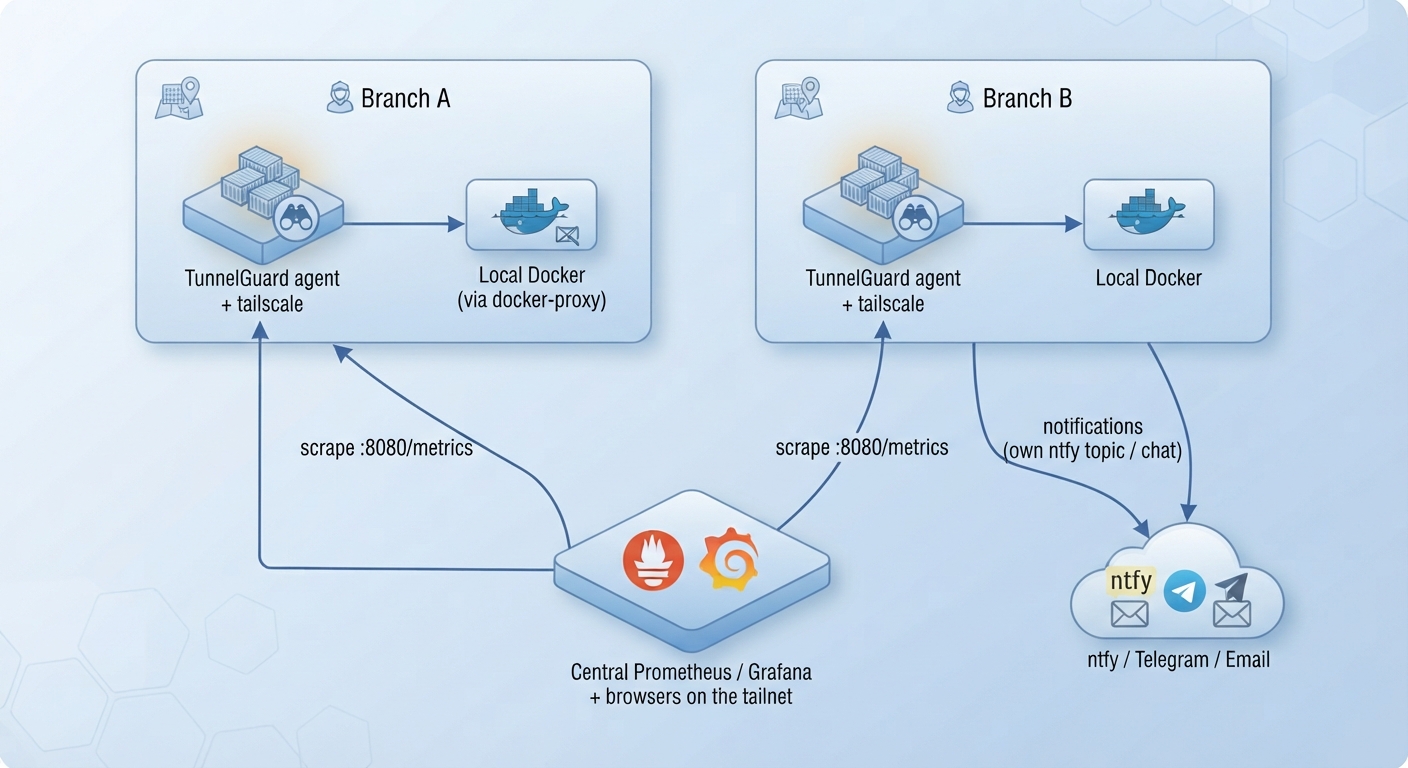 Branch A
TunnelGuard agent
+ tailscale
Local Docker
(via docker-proxy)
Branch B
TunnelGuard agent
+ tailscale
Local Docker
scrape :8080/metrics
scrape :8080/metrics
notifications
(own ntfy topic / chat)
Central Prometheus / Grafana
+ browsers on the tailnet
ntfy
ntfy / Telegram / Email